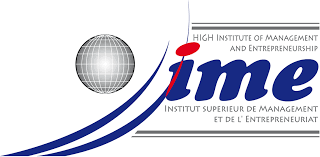 HIGH INSTITUTE OF MANAGEMENT
AND ENTREPRENEURSHIP
ime
INSTITUT SUPERIEUR DE MANAGEMENT
ET DE L' ENTREPRENEURIAT